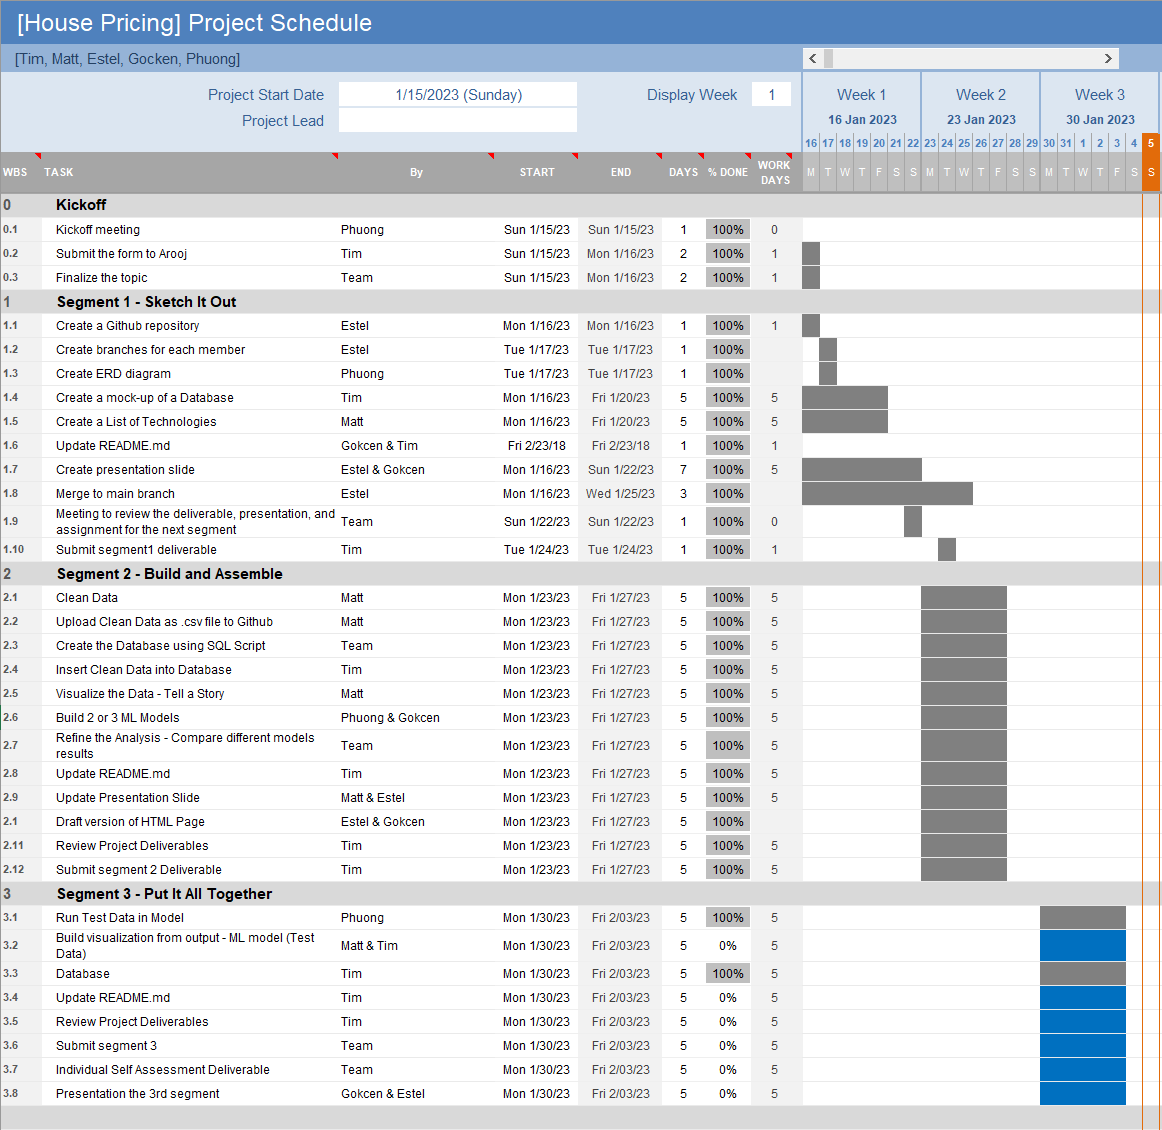 [House Pricing] Project Schedule
[Tim, Matt, Estel, Gocken, Phuong]
Project Start Date 1/15/2023 (Sunday) Display Week 1 Week 1 Week 2 Week 3
Project Lead 16 Jan 2023 23 Jan 2023 30 Jan 2023
16 17 18 19 20 21 22 23 24 25 26 27 28 29 30 31 1 2 3 4 5
WBS TASK By START END DAYS % DONE WORK DAYS M T W T F S S M T W T F S S M T W T F S S
0 Kickoff
0.1 Kickoff meeting Phuong Sun 1/15/23 Sun 1/15/23 1 100% 0
0.2 Submit the form to Arooj Tim Sun 1/15/23 Mon 1/16/23 2 100% 1
0.3 Finalize the topic Team Sun 1/15/23 Mon 1/16/23 2 100% 1
1 Segment 1 - Sketch It Out
1.1 Create a Github repository Estel Mon 1/16/23 Mon 1/16/23 1 100% 1
1.2 Create branches for each member Estel Tue 1/17/23 Tue 1/17/23 1 100%
1.3 Create ERD diagram Phuong Tue 1/17/23 Tue 1/17/23 1 100%
1.4 Create a mock-up of a Database Tim Mon 1/16/23 Fri 1/20/23 5 100% 5
1.5 Create a List of Technologies Matt Mon 1/16/23 Fri 1/20/23 5 100% 5
1.6 Update README.md Gokcen & Tim Fri 2/23/18 Fri 2/23/18 1 100% 1
1.7 Create presentation slide Estel & Gokcen Mon 1/16/23 Sun 1/22/23 7 100% 5
1.8 Merge to main branch Estel Mon 1/16/23 Wed 1/25/23 3 100%
1.9 Meeting to review the deliverable, presentation, and assignment for the next segment Team Sun 1/22/23 Sun 1/22/23 1 100% 0
1.10 Submit segment1 deliverable Tim Tue 1/24/23 Tue 1/24/23 1 100% 1
2 Segment 2 - Build and Assemble
2.1 Clean Data Matt Mon 1/23/23 Fri 1/27/23 5 100% 5
2.2 Upload Clean Data as .csv file to Github Matt Mon 1/23/23 Fri 1/27/23 5 100% 5
2.3 Create the Database using SQL Script Team Mon 1/23/23 Fri 1/27/23 5 100% 5
2.4 Insert Clean Data into Database Tim Mon 1/23/23 Fri 1/27/23 5 100% 5
2.5 Visualize the Data - Tell a Story Matt Mon 1/23/23 Fri 1/27/23 5 100% 5
2.6 Build 2 or 3 ML Models Phuong & Gokcen Mon 1/23/23 Fri 1/27/23 5 100% 5
2.7 Refine the Analysis - Compare different models results Team Mon 1/23/23 Fri 1/27/23 5 100% 5
2.8 Update README.md Tim Mon 1/23/23 Fri 1/27/23 5 100% 5
2.9 Update Presentation Slide Matt & Estel Mon 1/23/23 Fri 1/27/23 5 100% 5
2.1 Draft version of HTML Page Estel & Gokcen Mon 1/23/23 Fri 1/27/23 5 100%
2.11 Review Project Deliverables Tim Mon 1/23/23 Fri 1/27/23 5 100% 5
2.12 Submit segment 2 Deliverable Tim Mon 1/23/23 Fri 1/27/23 5 100% 5
3 Segment 3 - Put It All Together
3.1 Run Test Data in Model Phuong Mon 1/30/23 Fri 2/03/23 5 100% 5
3.2 Build visualization from output - ML model (Test Data) Matt & Tim Mon 1/30/23 Fri 2/03/23 5 0% 5
3.3 Database Tim Mon 1/30/23 Fri 2/03/23 5 100% 5
3.4 Update README.md Tim Mon 1/30/23 Fri 2/03/23 5 0% 5
3.5 Review Project Deliverables Tim Mon 1/30/23 Fri 2/03/23 5 0% 5
3.6 Submit segment 3 Team Mon 1/30/23 Fri 2/03/23 5 0% 5
3.7 Individual Self Assessment Deliverable Team Mon 1/30/23 Fri 2/03/23 5 0% 5
3.8 Presentation the 3rd segment Gokcen & Estel Mon 1/30/23 Fri 2/03/23 5 0% 5